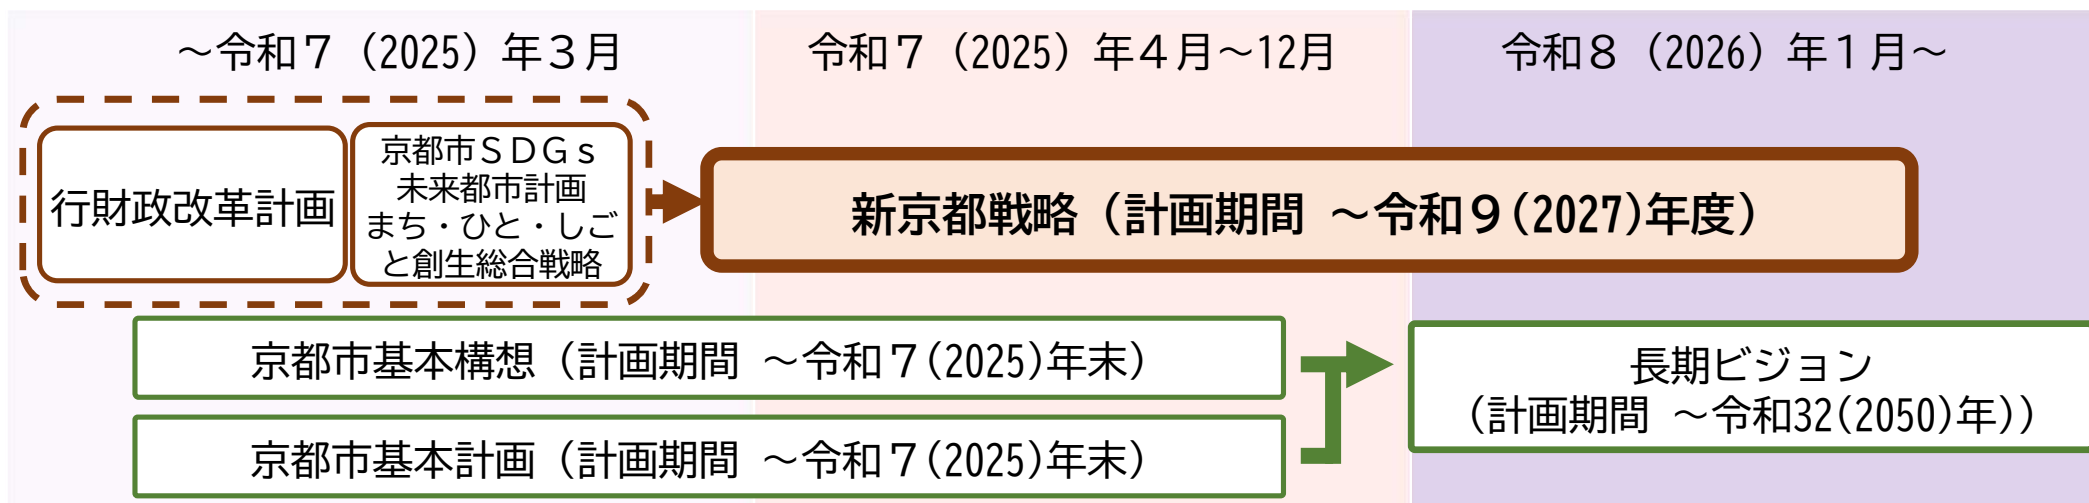 ～令和７（2025）年３月
令和７（2025）年４月～12月
令和８（2026）年１月～
行財政改革計画
京都市ＳＤＧｓ
未来都市計画
まち・ひと・しご
と創生総合戦略
新京都戦略（計画期間 ～令和９(2027)年度）
京都市基本構想（計画期間 ～令和７(2025)年末）
京都市基本計画（計画期間 ～令和７(2025)年末）
長期ビジョン
（計画期間 ～令和32(2050)年)）